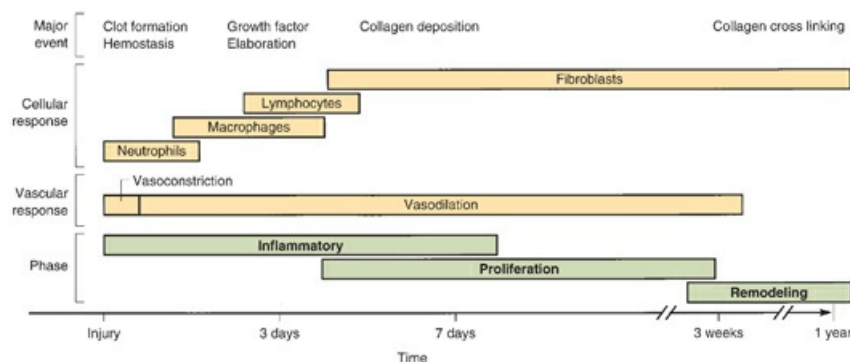 Major event
Clot formation Hemostasis
Growth factor Elaboration
Collagen deposition
Collagen cross linking
Cellular response
Fibroblasts
Lymphocytes
Macrophages
Neutrophils
Vascular response
Vasoconstriction
Vasodilation
Phase
Inflammatory
Proliferation
Remodeling
Injury
3 days
7 days
3 weeks
1 year
Time